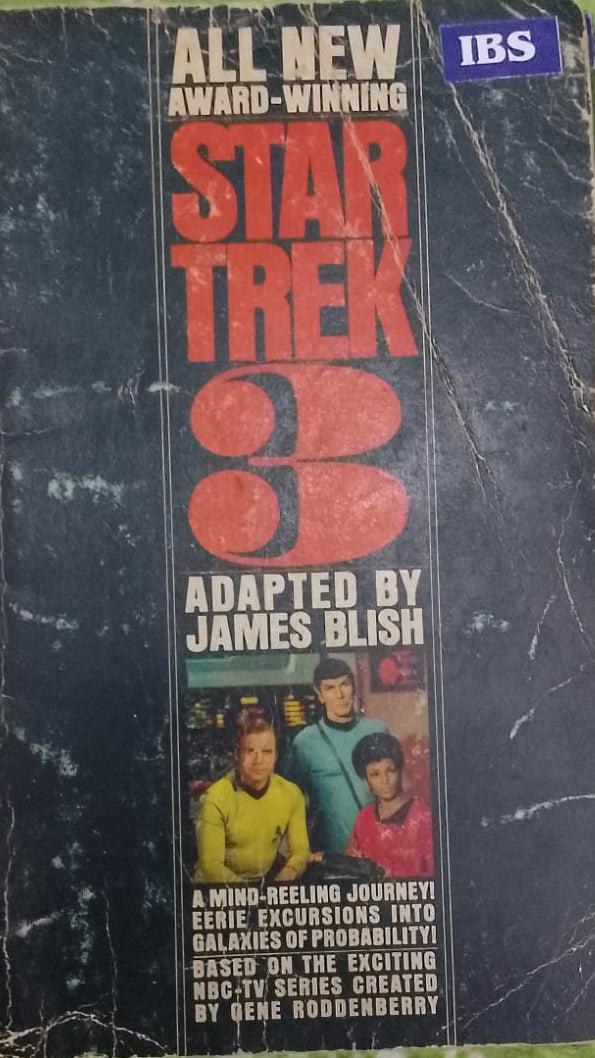 IBS
ALL NEW
AWARD-WINNING
STAR
TREK
3
ADAPTED BY
JAMES BLISH
A MIND-REELING JOURNEY!
EERIE EXCURSIONS INTO
GALAXIES OF PROBABILITY!
BASED ON THE EXCITING
NBC-TV SERIES CREATED
BY GENE RODDENBERRY